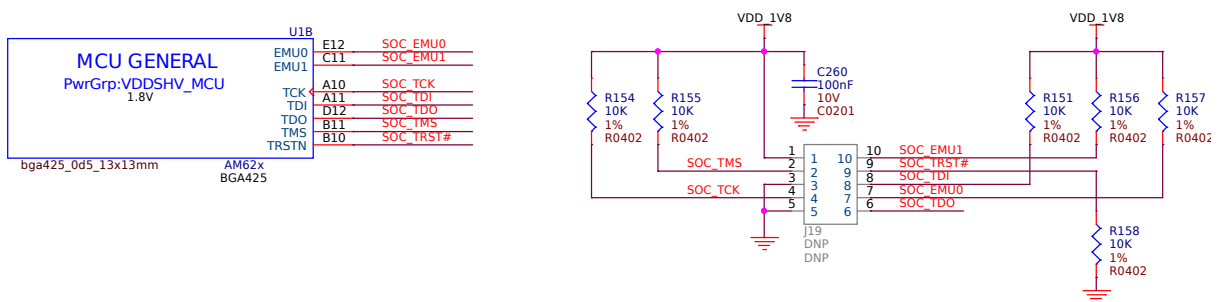 U1B
MCU GENERAL
PwrGrp:VDDSHV_MCU
1.8V
EMU0 E12 SOC_EMU0
EMU1 C11 SOC_EMU1
TCK A10 SOC_TCK
TDI A11 SOC_TDI
TDO D12 SOC_TDO
TMS B11 SOC_TMS
TRSTN B10 SOC_TRST#
bga425_0d5_13x13mm
AM62x
BGA425
VDD_1V8
R154
10K
1%
R0402
R155
10K
1%
R0402
C260
100nF
10V
C0201
VDD_1V8
R151
10K
1%
R0402
R156
10K
1%
R0402
R157
10K
1%
R0402
1 1 10 10 SOC_EMU1
SOC_TMS 2 2 9 9 SOC_TRST#
3 3 8 8 SOC_TDI
SOC_TCK 4 4 7 7 SOC_EMU0
5 5 6 6 SOC_TDO
J19
DNP
DNP
R158
10K
1%
R0402